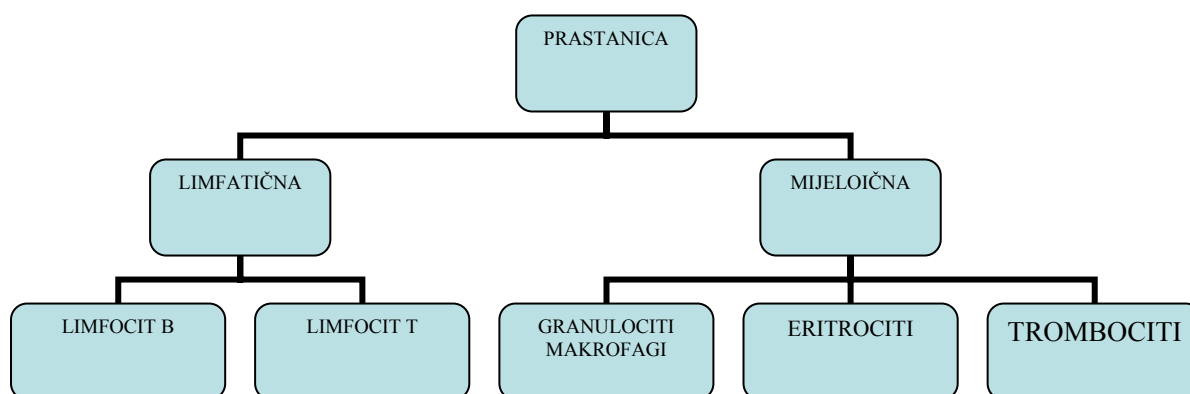 PRASTANICA
LIMFATIČNA
MIJELOIČNA
LIMFOCIT B
LIMFOCIT T
GRANULOCITI
MAKROFAGI
ERITROCITI
TROMBOCITI